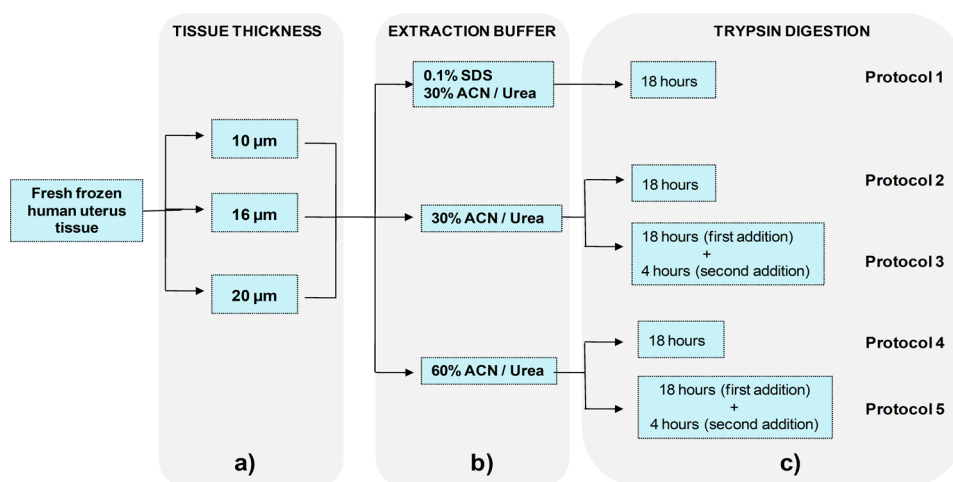 TISSUE THICKNESS
EXTRACTION BUFFER
TRYPSIN DIGESTION
Fresh frozen
human uterus
tissue
10 µm
16 µm
20 µm
0.1% SDS
30% ACN / Urea
30% ACN / Urea
60% ACN / Urea
18 hours
Protocol 1
18 hours
Protocol 2
18 hours (first addition)
+
4 hours (second addition)
Protocol 3
18 hours
Protocol 4
18 hours (first addition)
+
4 hours (second addition)
Protocol 5
a)
b)
c)